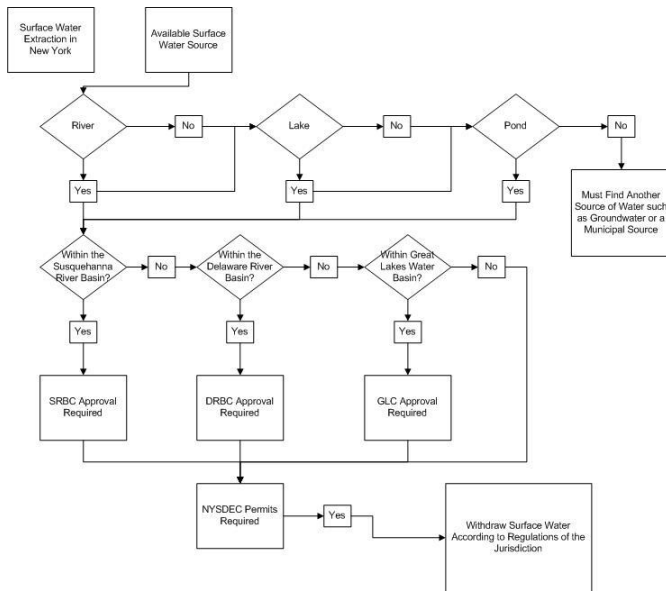 Surface Water
Extraction in
New York
Available Surface
Water Source
River
No
Lake
No
Pond
No
Yes
Yes
Yes
Must Find Another
Source of Water such
as Groundwater or a
Municipal Source
Within the
Susquehanna
River Basin?
No
Within the
Delaware River
Basin?
No
Within Great
Lakes Water
Basin?
No
Yes
Yes
Yes
SRBC Approval
Required
DRBC Approval
Required
GLC Approval
Required
NYSDEC Permits
Required
Yes
Withdraw Surface Water
According to Regulations of the
Jurisdiction